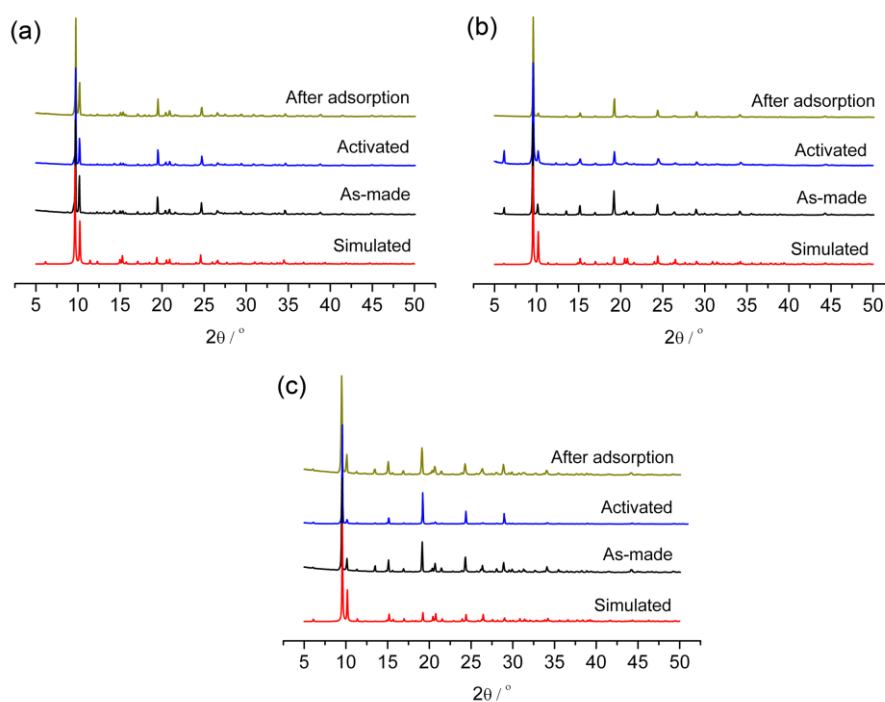 (a)
After adsorption
Activated
As-made
Simulated
5 10 15 20 25 30 35 40 45 50
2θ / °
(b)
After adsorption
Activated
As-made
Simulated
5 10 15 20 25 30 35 40 45 50
2θ / °
(c)
After adsorption
Activated
As-made
Simulated
5 10 15 20 25 30 35 40 45 50
2θ / °